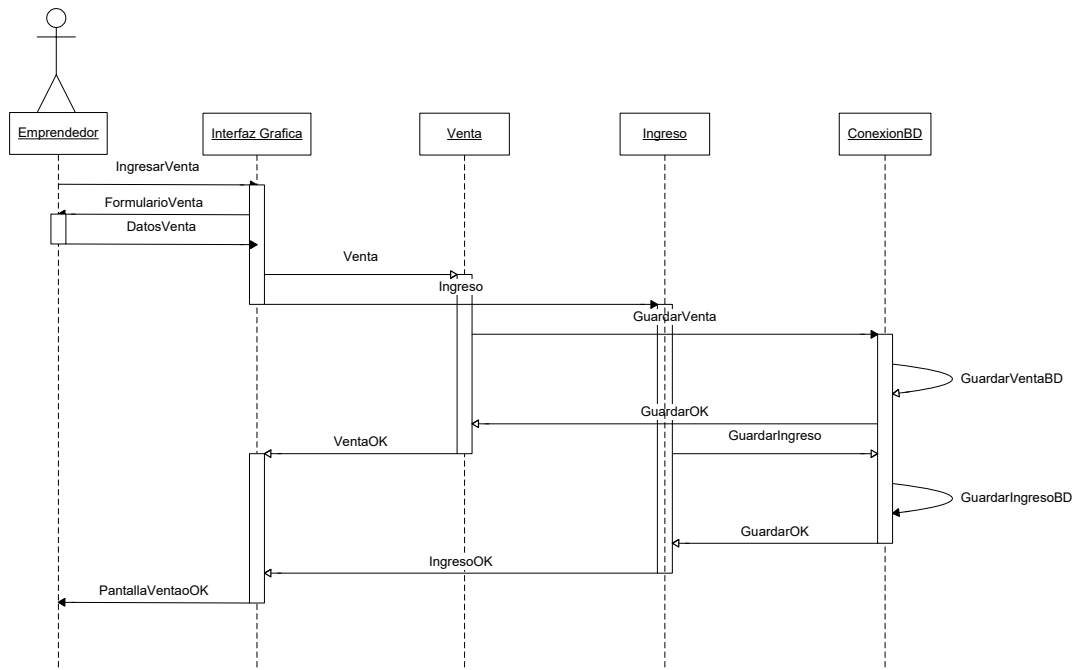 Emprendedor
Interfaz Grafica
Venta
Ingreso
ConexionBD
IngresarVenta
FormularioVenta
DatosVenta
Venta
Ingreso
GuardarVenta
GuardarVentaBD
GuardarOK
VentaOK
GuardarIngreso
GuardarIngresoBD
GuardarOK
IngresoOK
PantallaVentaoOK